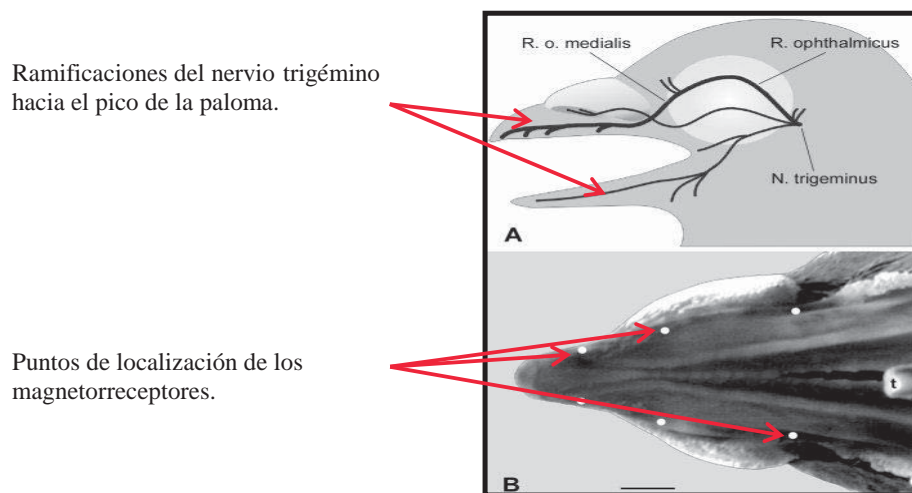 Ramificaciones del nervio trigémino
hacia el pico de la paloma.
R. o. medialis
R. ophthalmicus
N. trigeminus
A
Puntos de localización de los
magnetorreceptores.
t
B